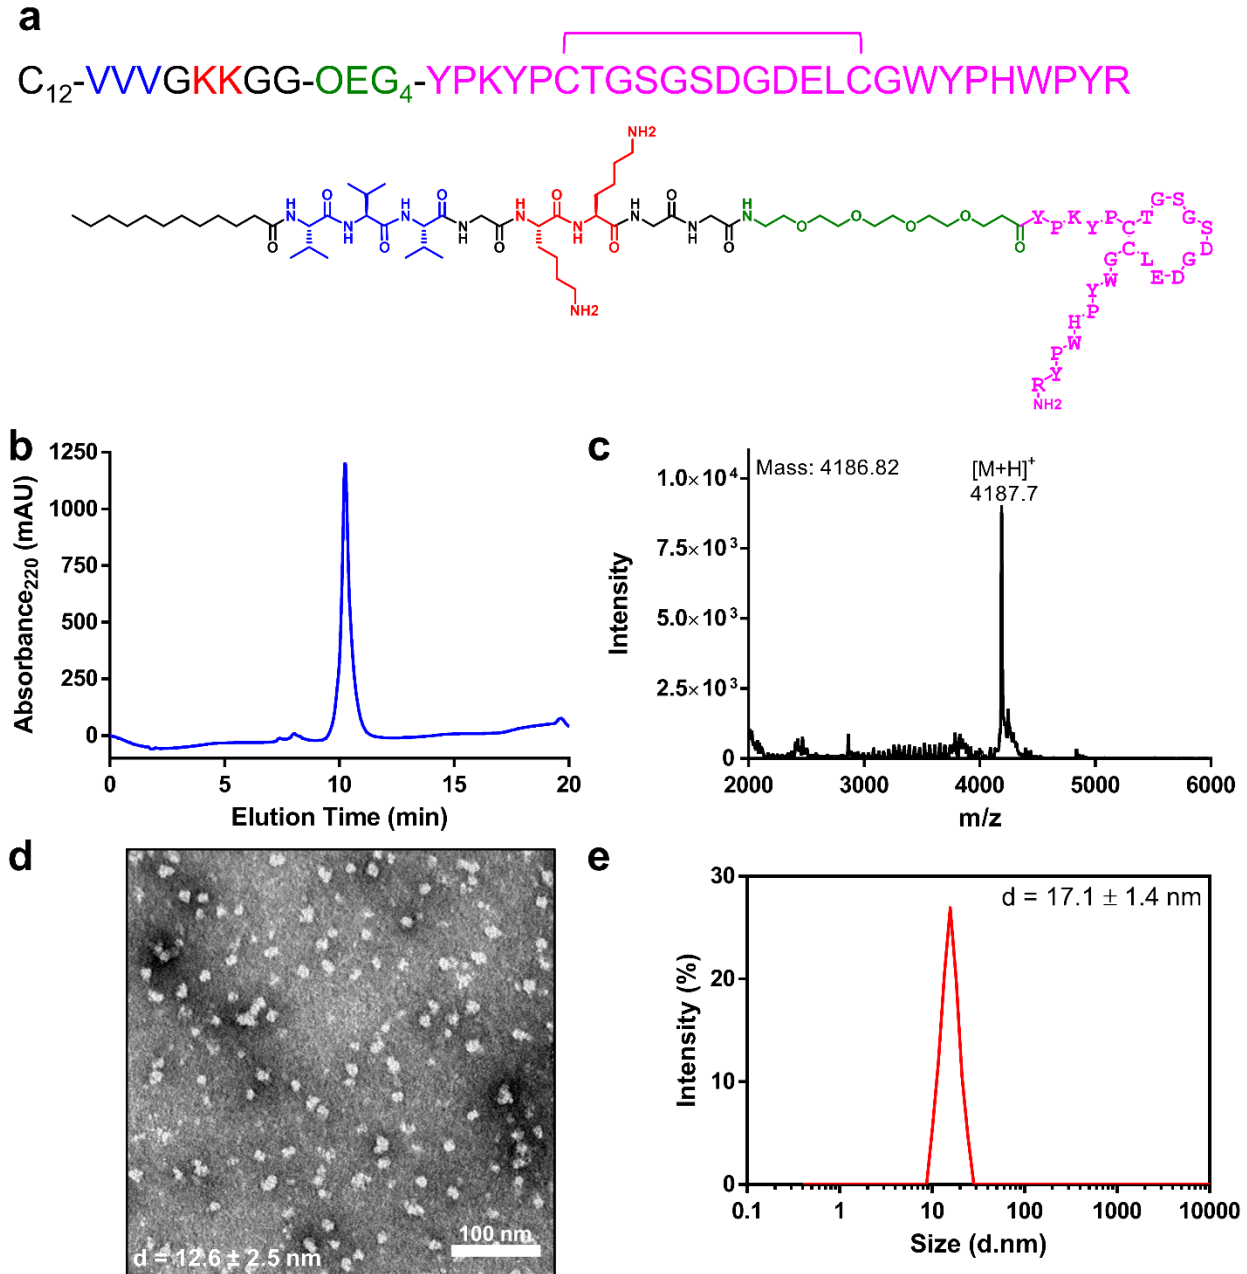 a
C12-VVVGKKGG-OEG4-YPKYPCTGSGSDGDELCGWYPHWPYR
NH2
H N O H N O H N O H N O H N
O N H O N H O N H O N H O O O O O
NH2
Y P K Y P C T G S G S D G D E L C G W Y P H W P Y R
NH2
b
1250
1000
750
500
250
0
Absorbance220 (mAU)
0 5 10 15 20
Elution Time (min)
c
Mass: 4186.82
[M+H]+
4187.7
1.0×10⁴
7.5×10³
5.0×10³
2.5×10³
0
Intensity
2000 3000 4000 5000 6000
m/z
d
100 nm
d = 12.6 ± 2.5 nm
e
d = 17.1 ± 1.4 nm
30
20
10
0
Intensity (%)
0.1 1 10 100 1000 10000
Size (d.nm)